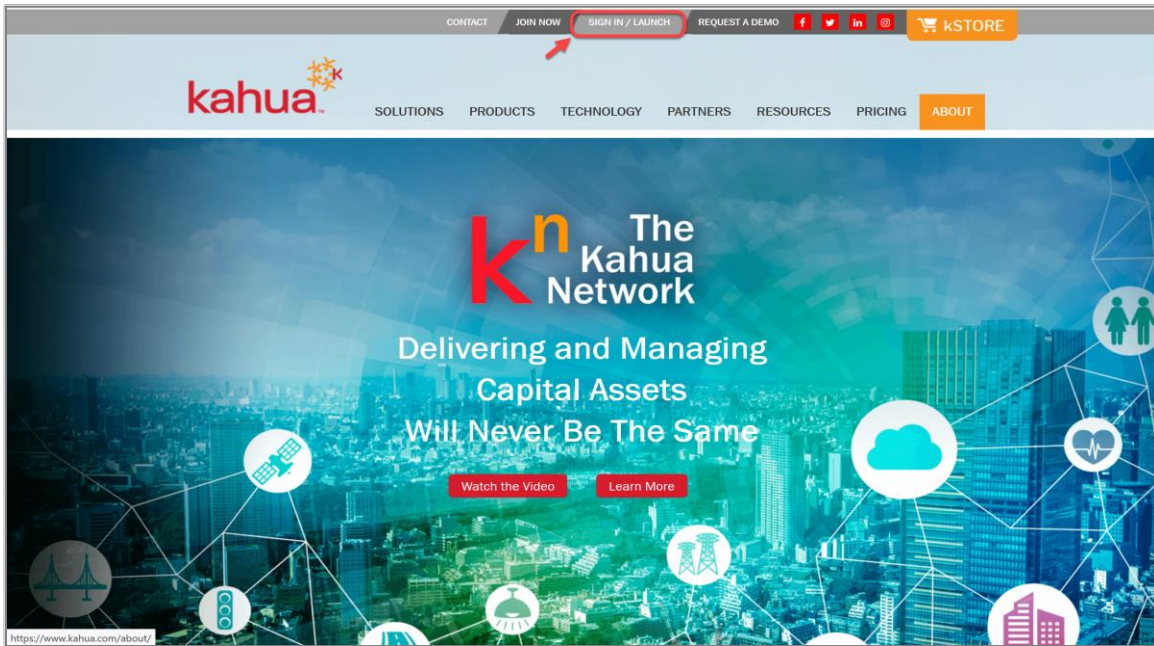 CONTACT JOIN NOW SIGN IN / LAUNCH REQUEST A DEMO f in kSTORE
kahua K
SOLUTIONS PRODUCTS TECHNOLOGY PARTNERS RESOURCES PRICING ABOUT
kn The
Kahua
Network
Delivering and Managing
Capital Assets
Will Never Be The Same
Watch the Video Learn More
https://www.kahua.com/about/